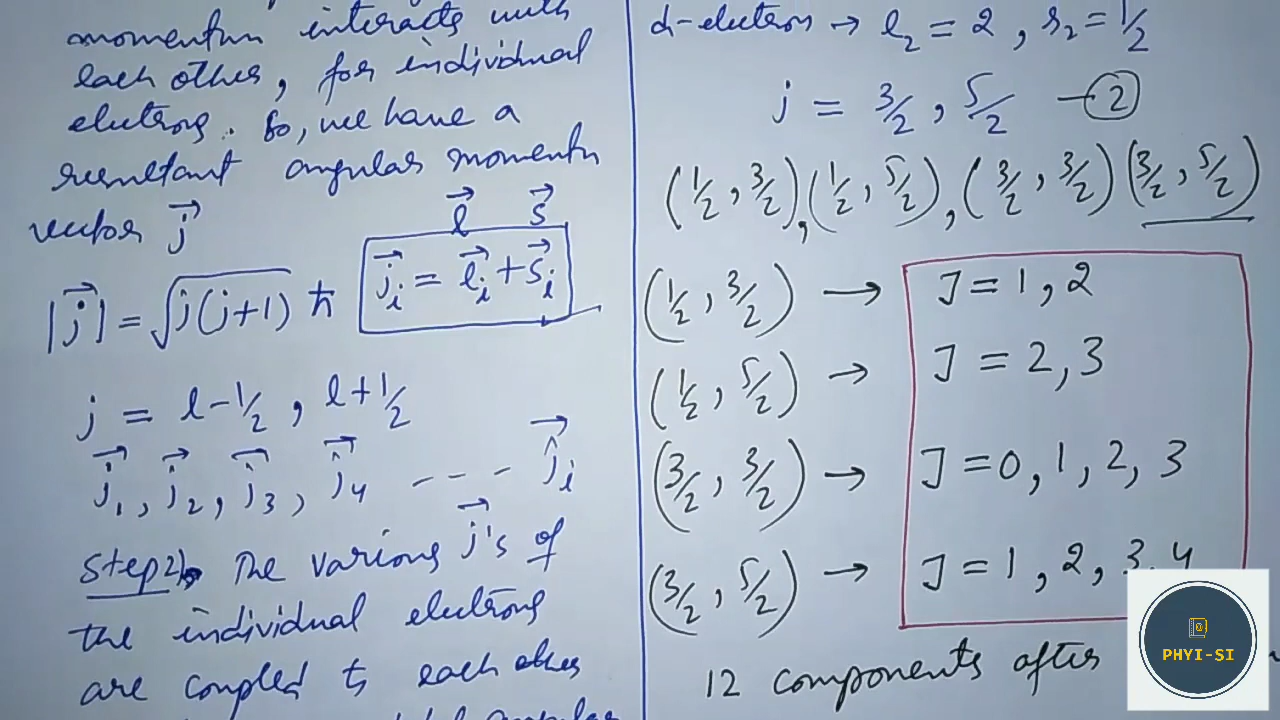 momentum interacts with
each other, for individual
electrons. So, we have a
resultant angular momentu
vector j⃗
l⃗ s⃗
|j⃗| = √j(j+1) ħ
j⃗ᵢ = l⃗ᵢ + s⃗ᵢ
j = l-1/2, l+1/2
j⃗₁, j⃗₂, j⃗₃, j⃗₄ ---- j⃗ᵢ
Step 2) The various j⃗'s of
the individual electrons
are coupled to each other
d-electron → l₂ = 2, s₂ = 1/2
j = 3/2, 5/2 — ②
(1/2, 3/2), (1/2, 5/2), (3/2, 3/2) (3/2, 5/2)
(1/2, 3/2) → J = 1, 2
(1/2, 5/2) → J = 2, 3
(3/2, 3/2) → J = 0, 1, 2, 3
(3/2, 5/2) → J = 1, 2, 3, 4
12 components after
PHYI-SI